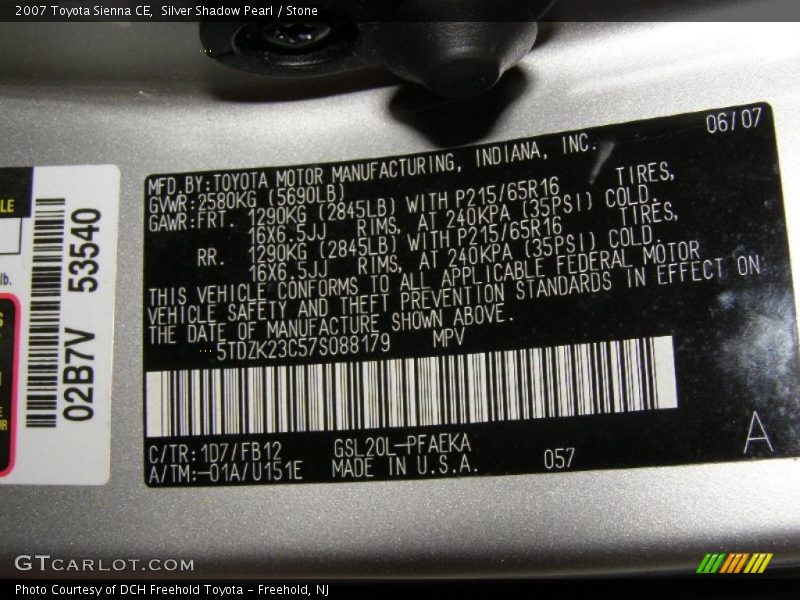 2007 Toyota Sienna CE,  Silver Shadow Pearl / Stone
06/07
MFD.BY:TOYOTA MOTOR MANUFACTURING, INDIANA, INC.
GVWR:2580KG (5690LB)
GAWR:FRT. 1290KG (2845LB) WITH P215/65R16 TIRES,
16X6.5JJ RIMS, AT 240KPA (35PSI) COLD.
RR. 1290KG (2845LB) WITH P215/65R16 TIRES,
16X6.5JJ RIMS, AT 240KPA (35PSI) COLD.
THIS VEHICLE CONFORMS TO ALL APPLICABLE FEDERAL MOTOR
VEHICLE SAFETY AND THEFT PREVENTION STANDARDS IN EFFECT ON
THE DATE OF MANUFACTURE SHOWN ABOVE.
5TDZK23C57S088179 MPV
C/TR:1D7/FB12 GSL20L-PFAEKA
A/TM:-01A/U151E MADE IN U.S.A. 057
A
02B7V 53540
lb.
GTCARLOT.COM
Photo Courtesy of DCH Freehold Toyota - Freehold, NJ